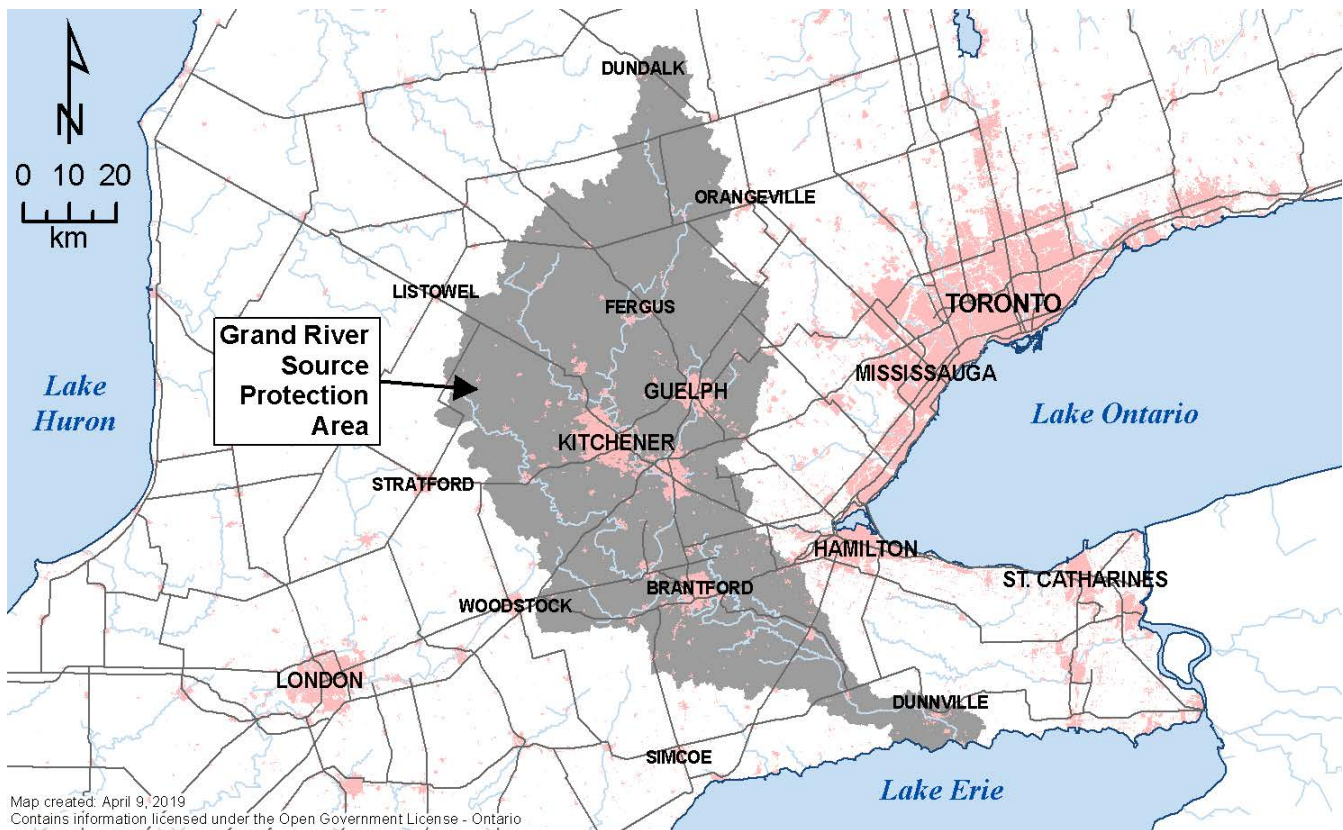 DUNDALK
N
0 10 20
km
ORANGEVILLE
LISTOWEL
FERGUS
TORONTO
Grand River
Source
Protection
Area
Lake
Huron
GUELPH
MISSISSAUGA
Lake Ontario
KITCHENER
STRATFORD
HAMILTON
ST. CATHARINES
BRANTFORD
WOODSTOCK
LONDON
DUNNVILLE
SIMCOE
Lake Erie
Map created: April 9, 2019
Contains information licensed under the Open Government License - Ontario